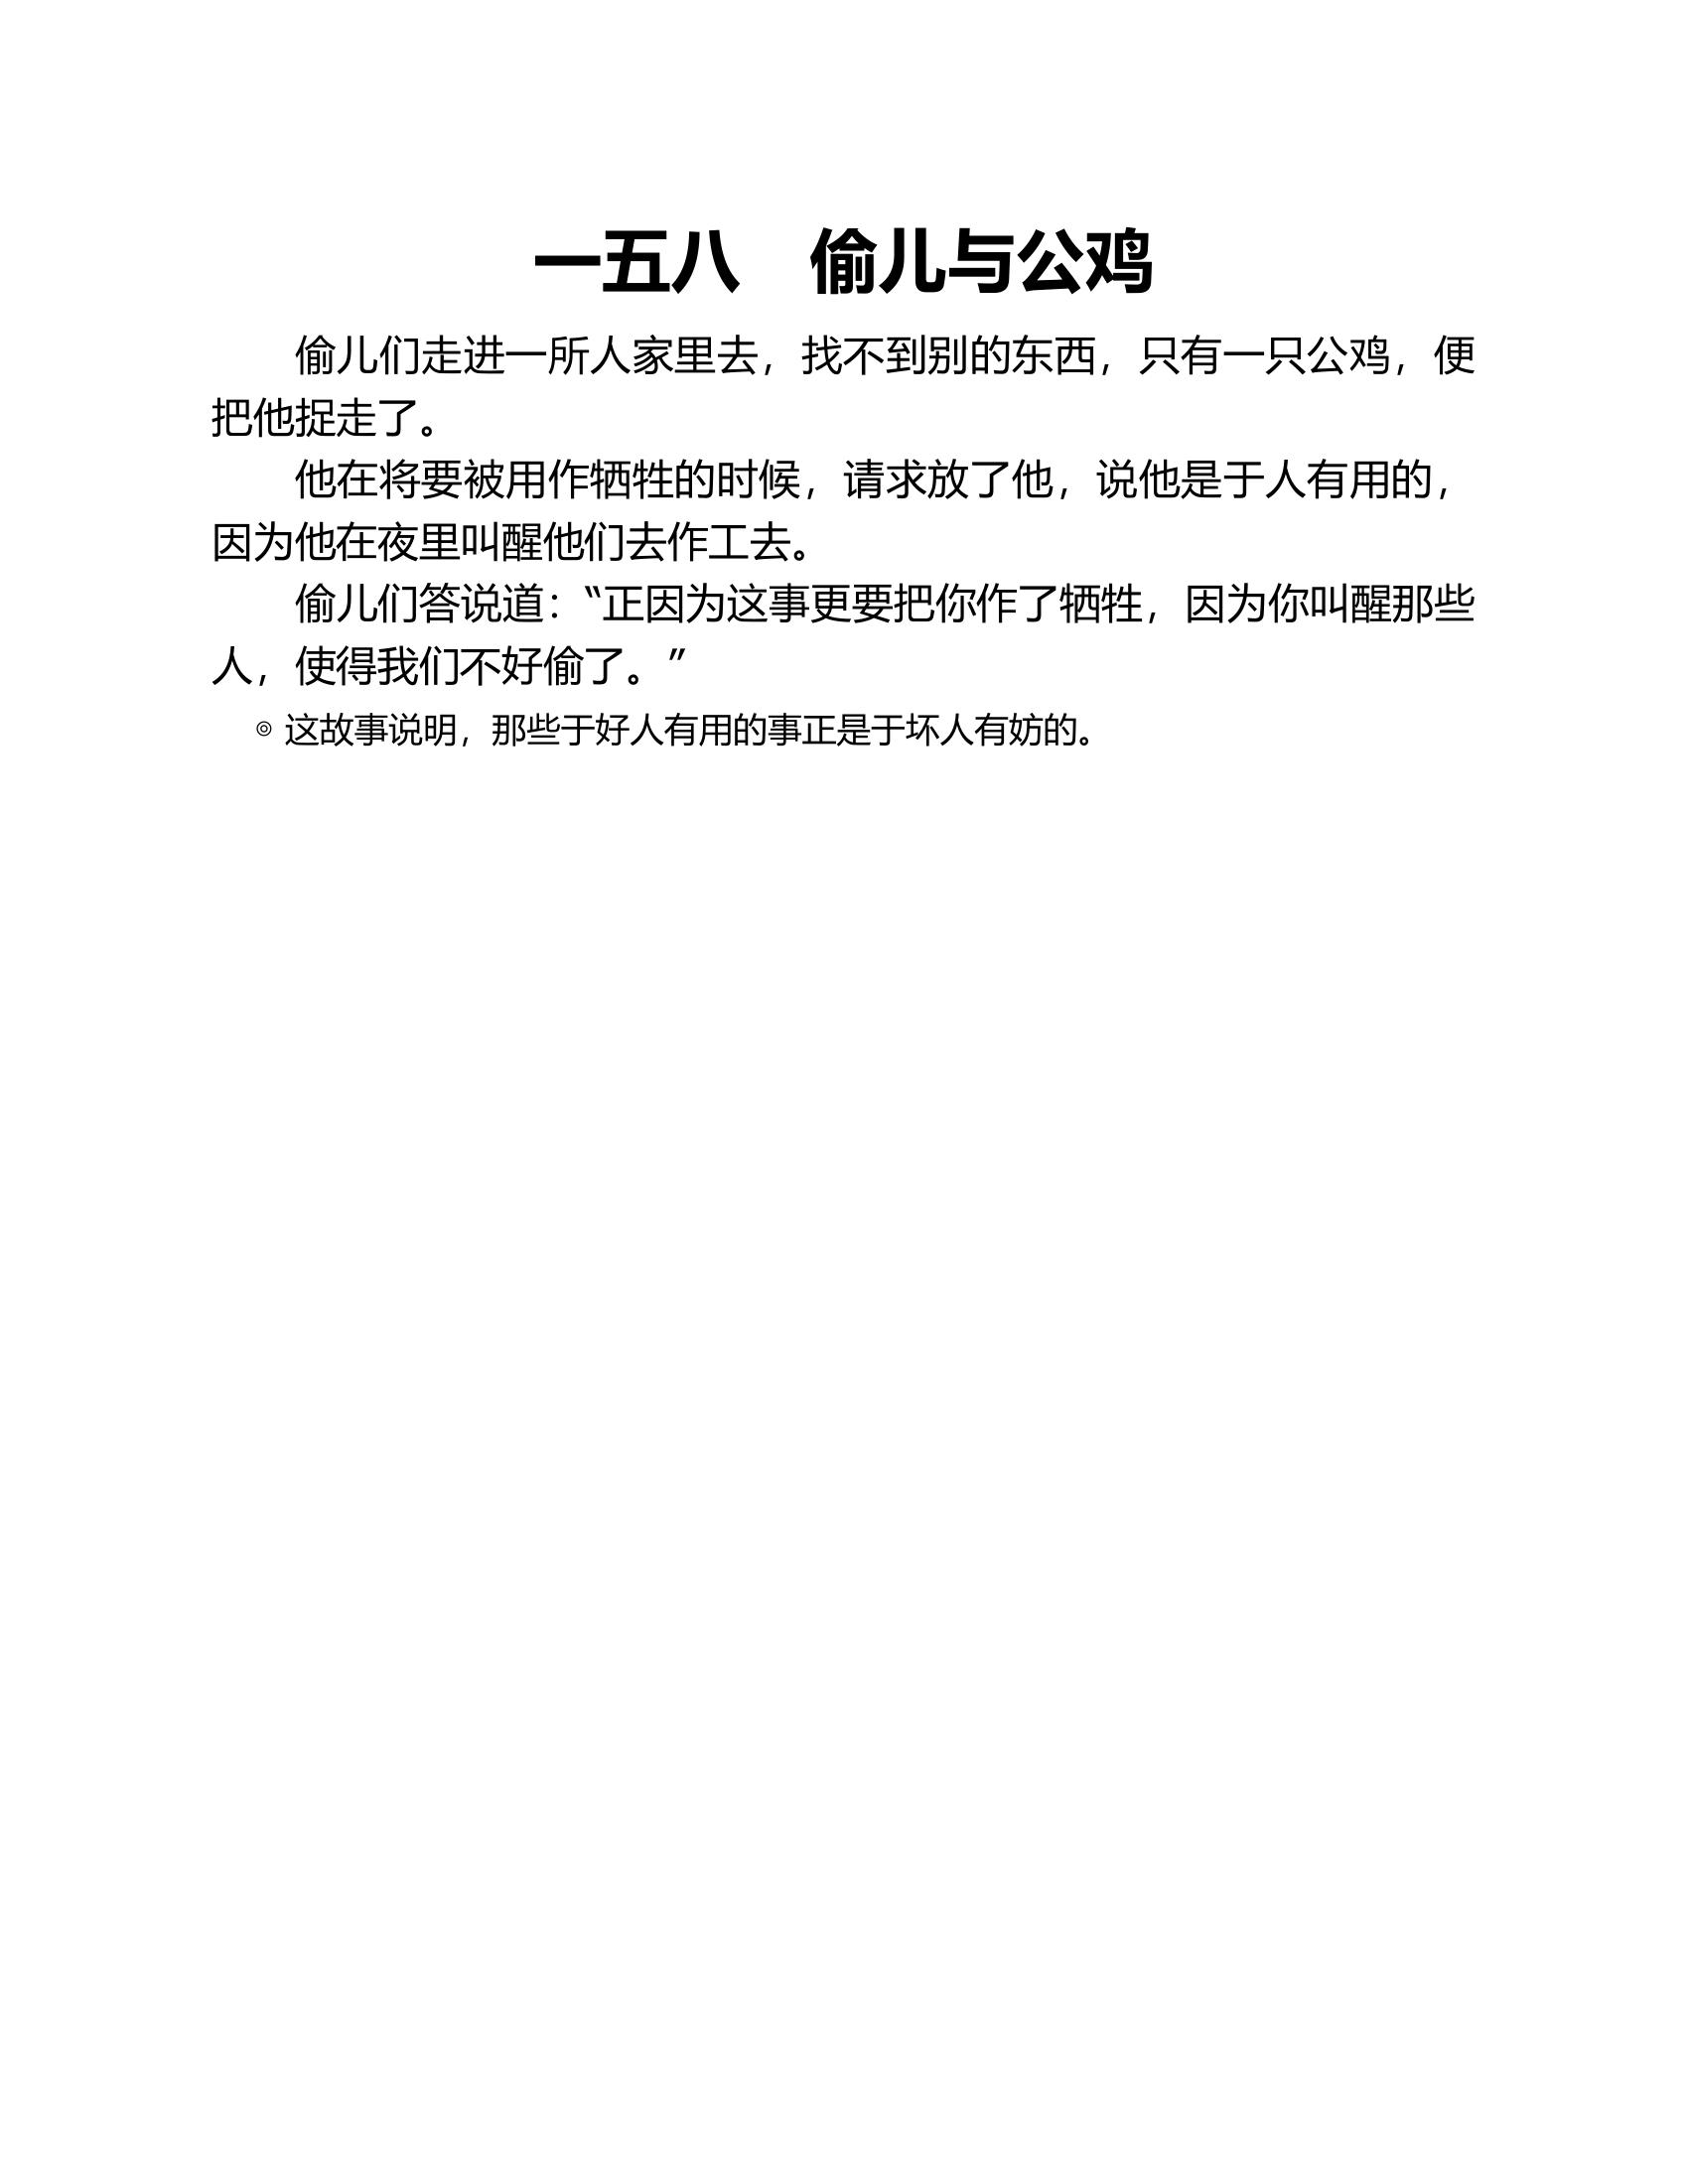 一五八　偷儿与公鸡
偷儿们走进一所人家里去，找不到别的东西，只有一只公鸡，便
把他捉走了。
他在将要被用作牺牲的时候，请求放了他，说他是于人有用的，
因为他在夜里叫醒他们去作工去。
偷儿们答说道：“正因为这事更要把你作了牺牲，因为你叫醒那些
人，使得我们不好偷了。”
◎ 这故事说明，那些于好人有用的事正是于坏人有妨的。